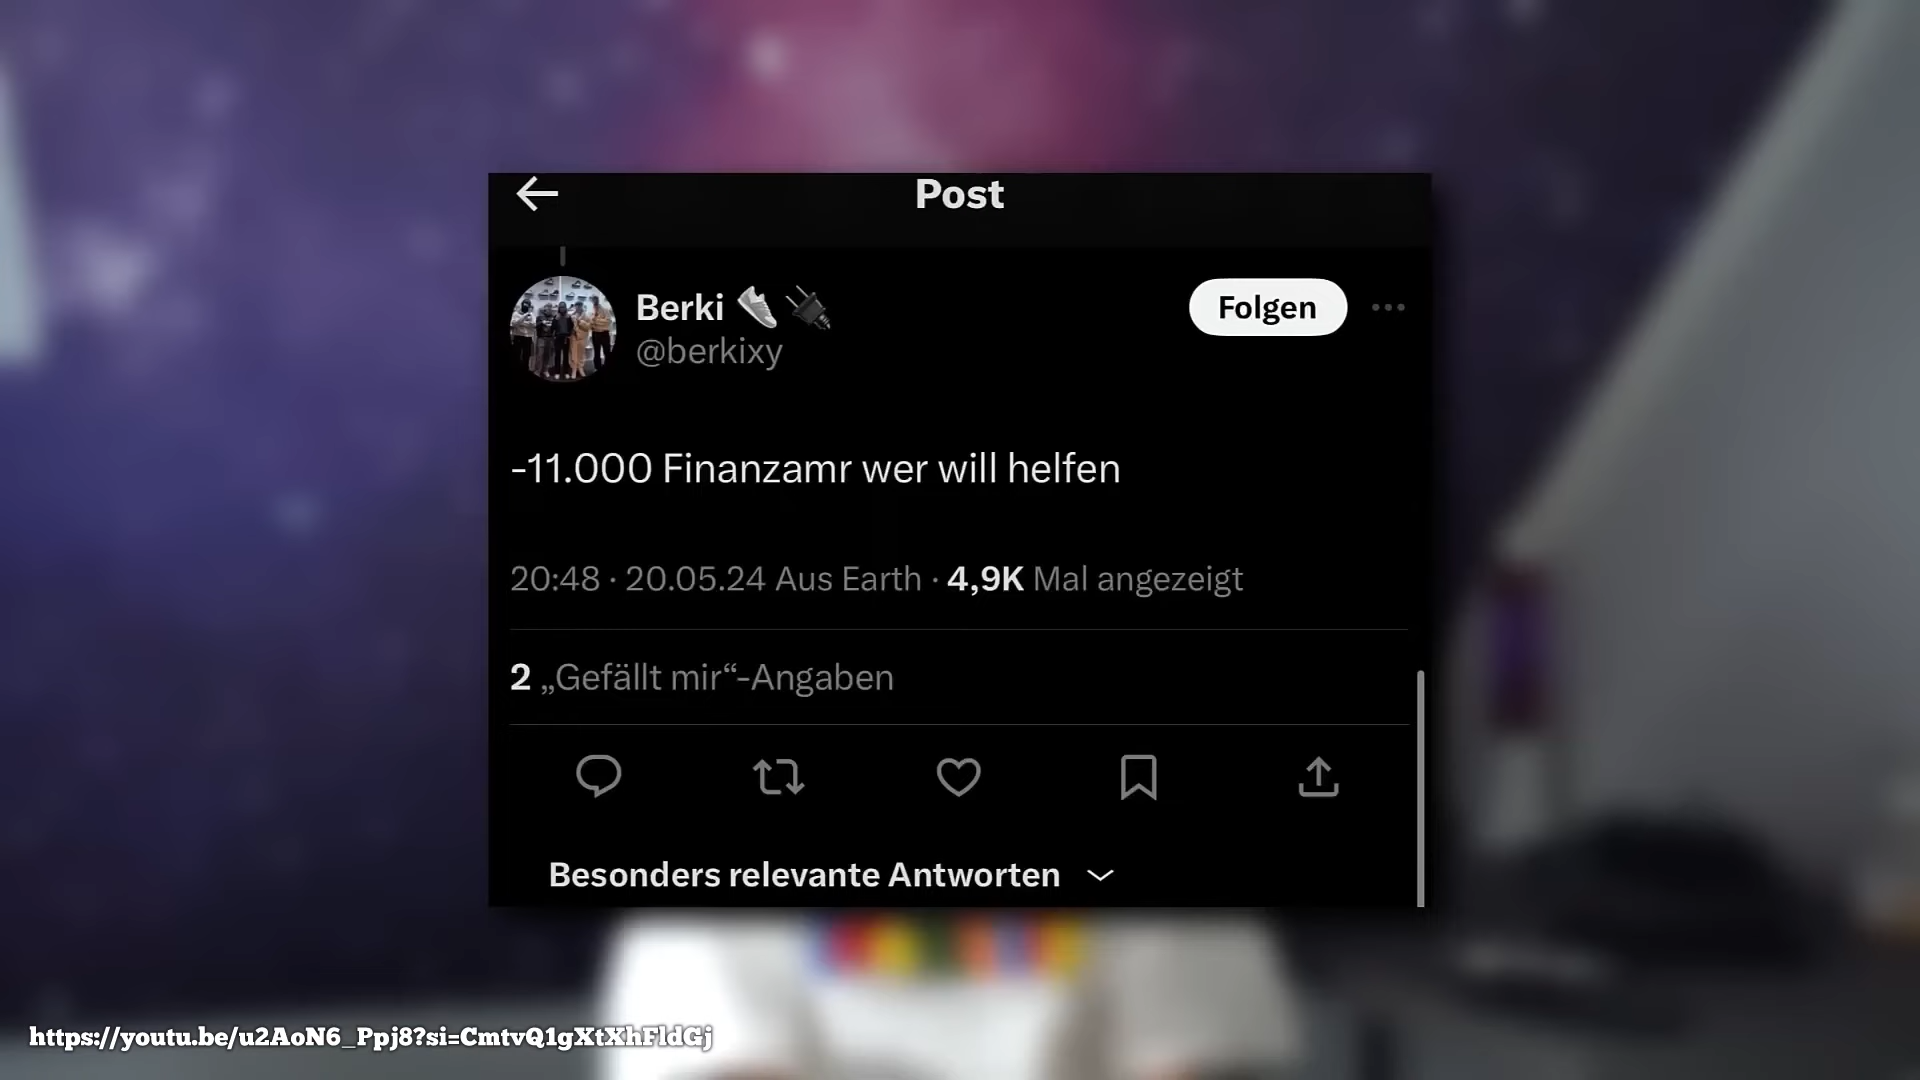 Post
Berki
Folgen
@berkixy
-11.000 Finanzamr wer will helfen
20:48 · 20.05.24 Aus Earth · 4,9K Mal angezeigt
2 „Gefällt mir“-Angaben
Besonders relevante Antworten
https://youtu.be/u2AoN6_Ppj8?si=CmtvQ1gXtXhFldGj